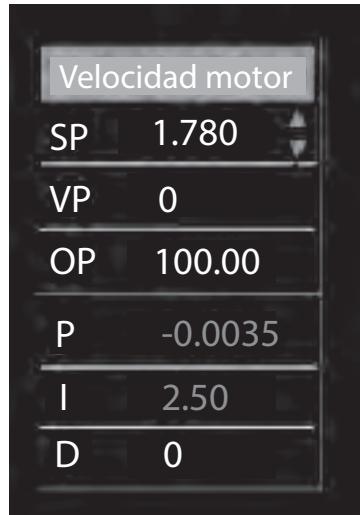 Velocidad motor
SP 1.780
VP 0
OP 100.00
P -0.0035
I 2.50
D 0